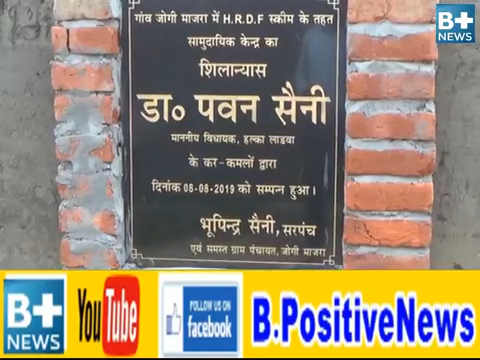 B+
NEWS
गांव जोगी माजरा में H.R.D.F स्कीम के तहत
सामुदायिक केन्द्र का
शिलान्यास
डा० पवन सैनी
माननीय विधायक, हल्का लाडवा
के कर-कमलों द्वारा
दिनांक 08-08-2019 को सम्पन्न हुआ।
भूपिन्द्र सैनी, सरपंच
एवं समस्त ग्राम पंचायत, जोगी माजरा
B+
NEWS
YouTube
FOLLOW US ON
facebook
B.PositiveNews